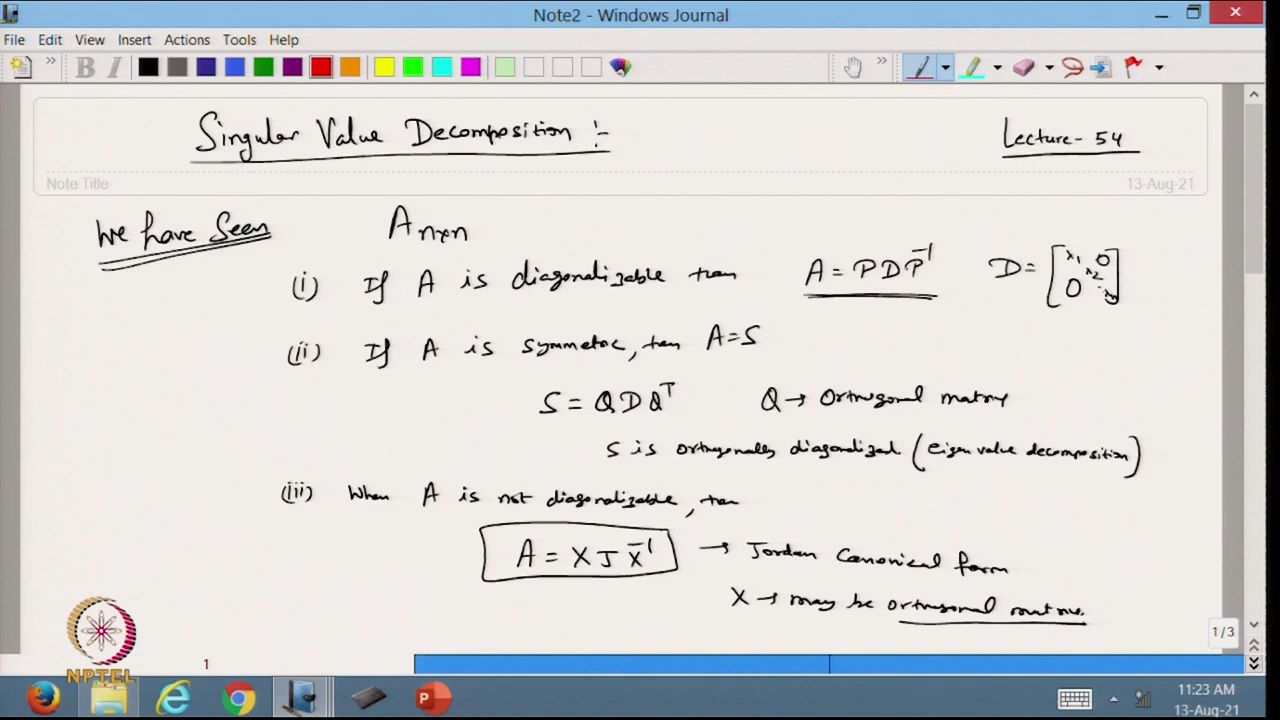 Note2 - Windows Journal
File Edit View Insert Actions Tools Help
B I
Singular Value Decomposition :-
Lecture - 54
Note Title
13-Aug-21
We have Seen
A n×n
(i) If A is diagonalizable then A = P D P⁻¹ D = [λ1 0 λ2 0 ⋱ λn]
(ii) If A is symmetric, then A = S
S = Q D Qᵀ Q → Orthogonal matrix
S is orthogonally diagonalized (eigen value decomposition)
(iii) When A is not diagonalizable, then
A = X J X⁻¹ → Jordan Canonical form
X → may be orthogonal matrix.
1/3
NPTEL
1
11:23 AM
13-Aug-21